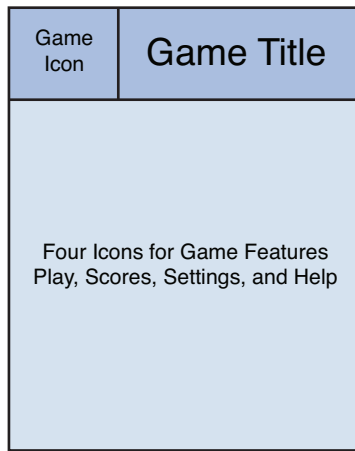 Game
Icon
Game Title
Four Icons for Game Features
Play, Scores, Settings, and Help